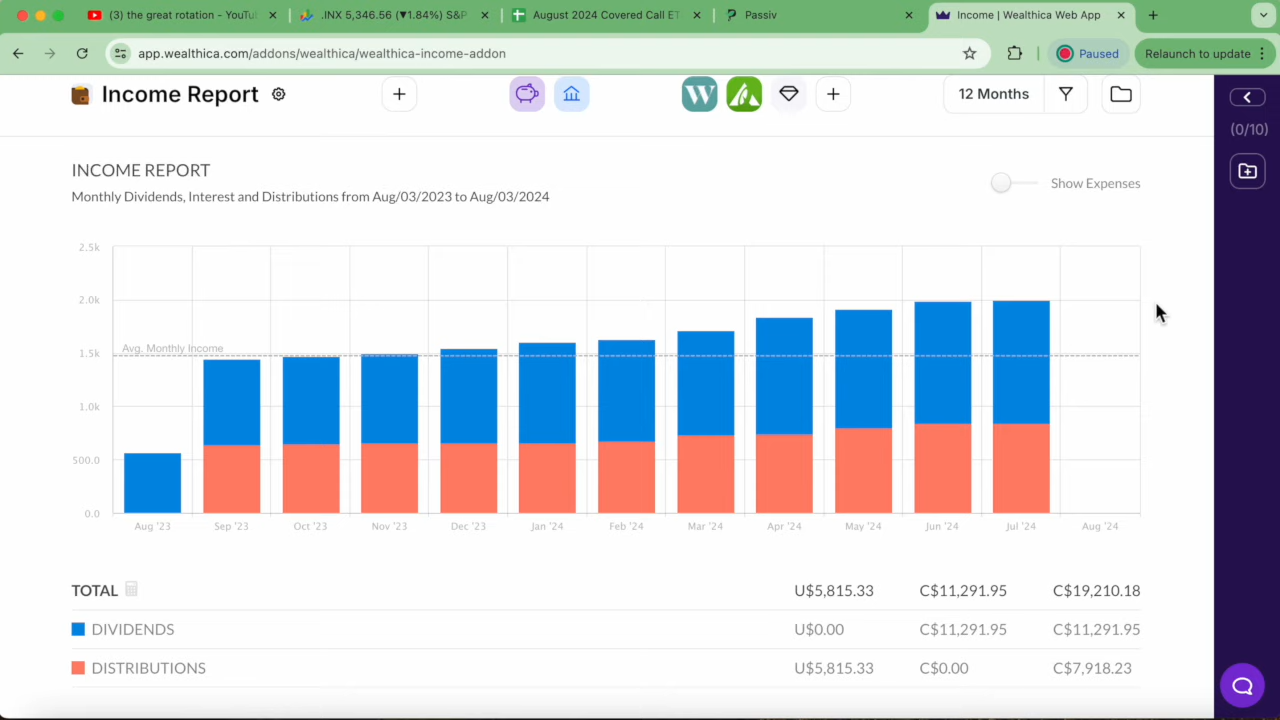 (3) the great rotation - YouTu
.INX 5,346.56 (▼1.84%) S&P
August 2024 Covered Call ET
Passiv
Income | Wealthica Web App
app.wealthica.com/addons/wealthica/wealthica-income-addon
Paused
Relaunch to update
Income Report
12 Months
(0/10)
INCOME REPORT
Show Expenses
Monthly Dividends, Interest and Distributions from Aug/03/2023 to Aug/03/2024
2.5k
2.0k
Avg. Monthly Income
1.5k
1.0k
500.0
0.0
Aug '23 Sep '23 Oct '23 Nov '23 Dec '23 Jan '24 Feb '24 Mar '24 Apr '24 May '24 Jun '24 Jul '24 Aug '24
TOTAL U$5,815.33 C$11,291.95 C$19,210.18
DIVIDENDS U$0.00 C$11,291.95 C$11,291.95
DISTRIBUTIONS U$5,815.33 C$0.00 C$7,918.23